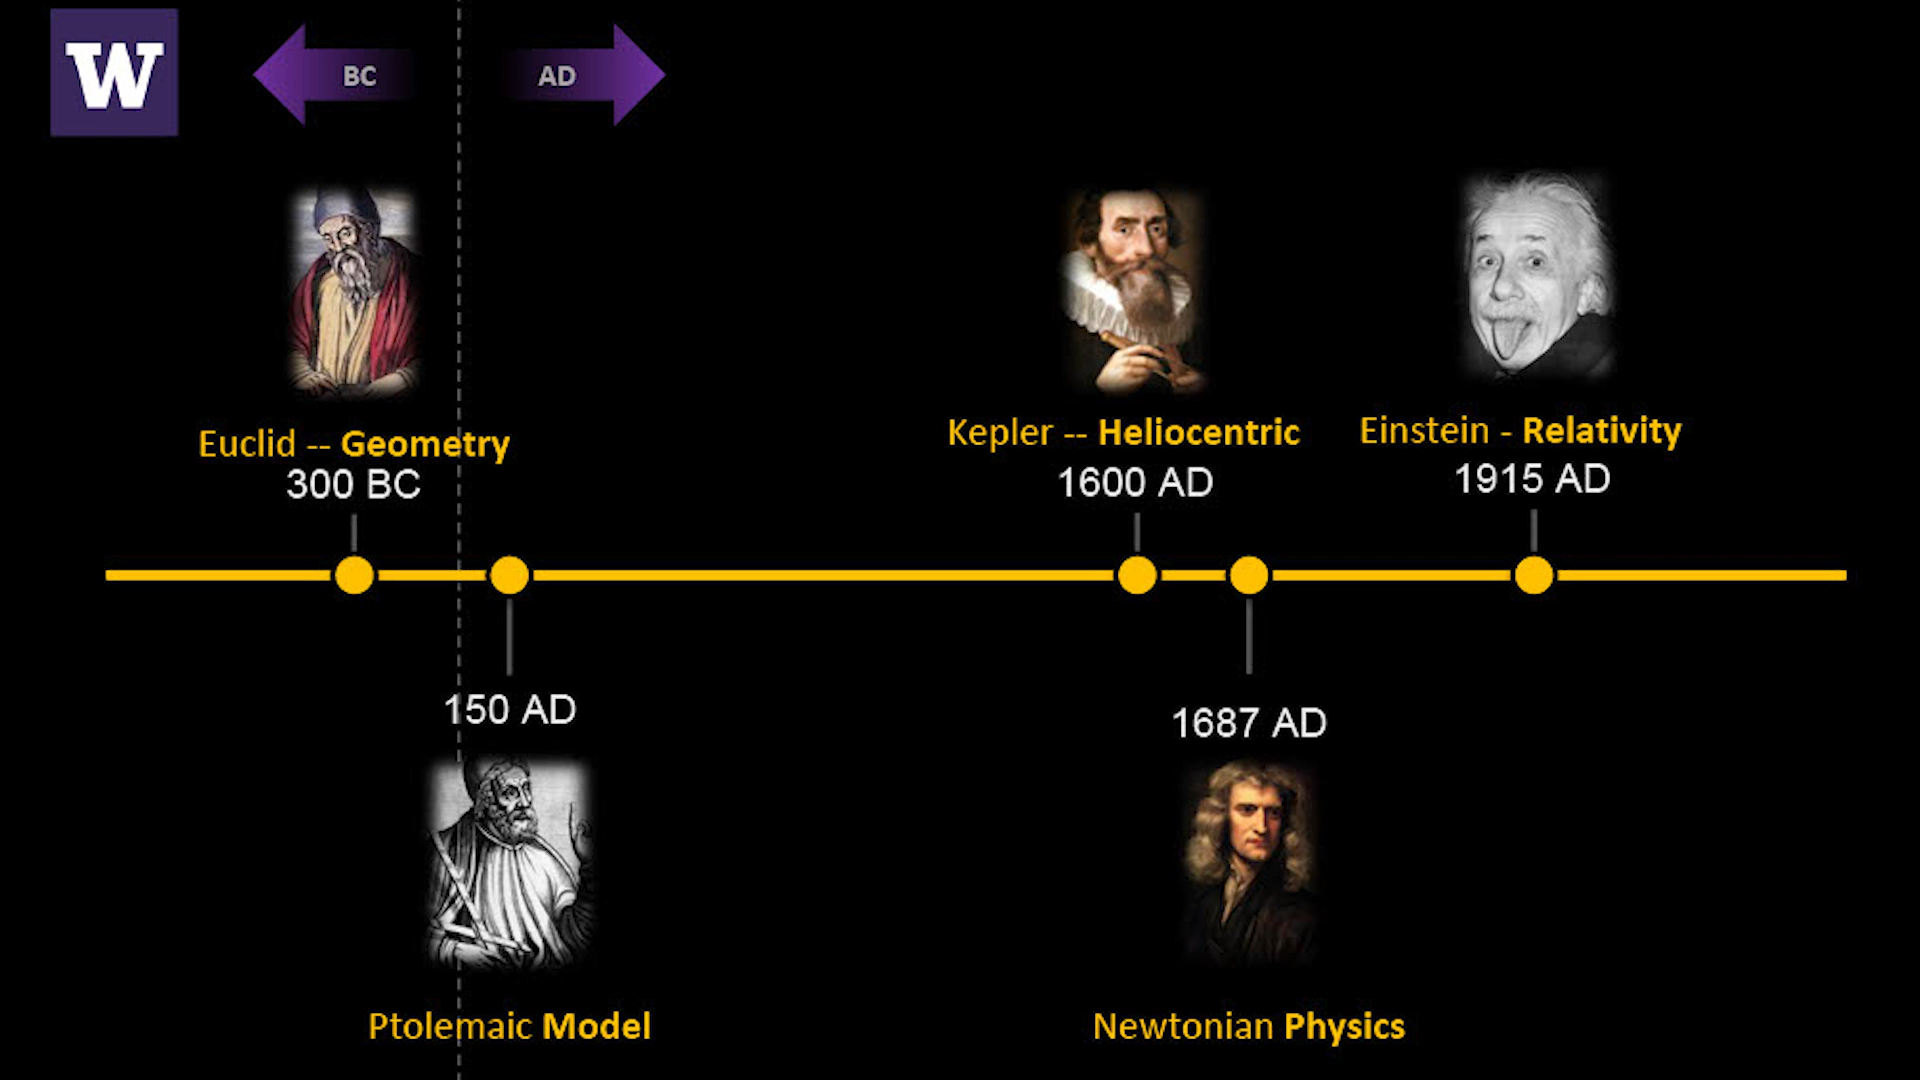 W
BC
AD
Euclid -- Geometry
300 BC
Kepler -- Heliocentric
1600 AD
Einstein - Relativity
1915 AD
150 AD
1687 AD
Ptolemaic Model
Newtonian Physics